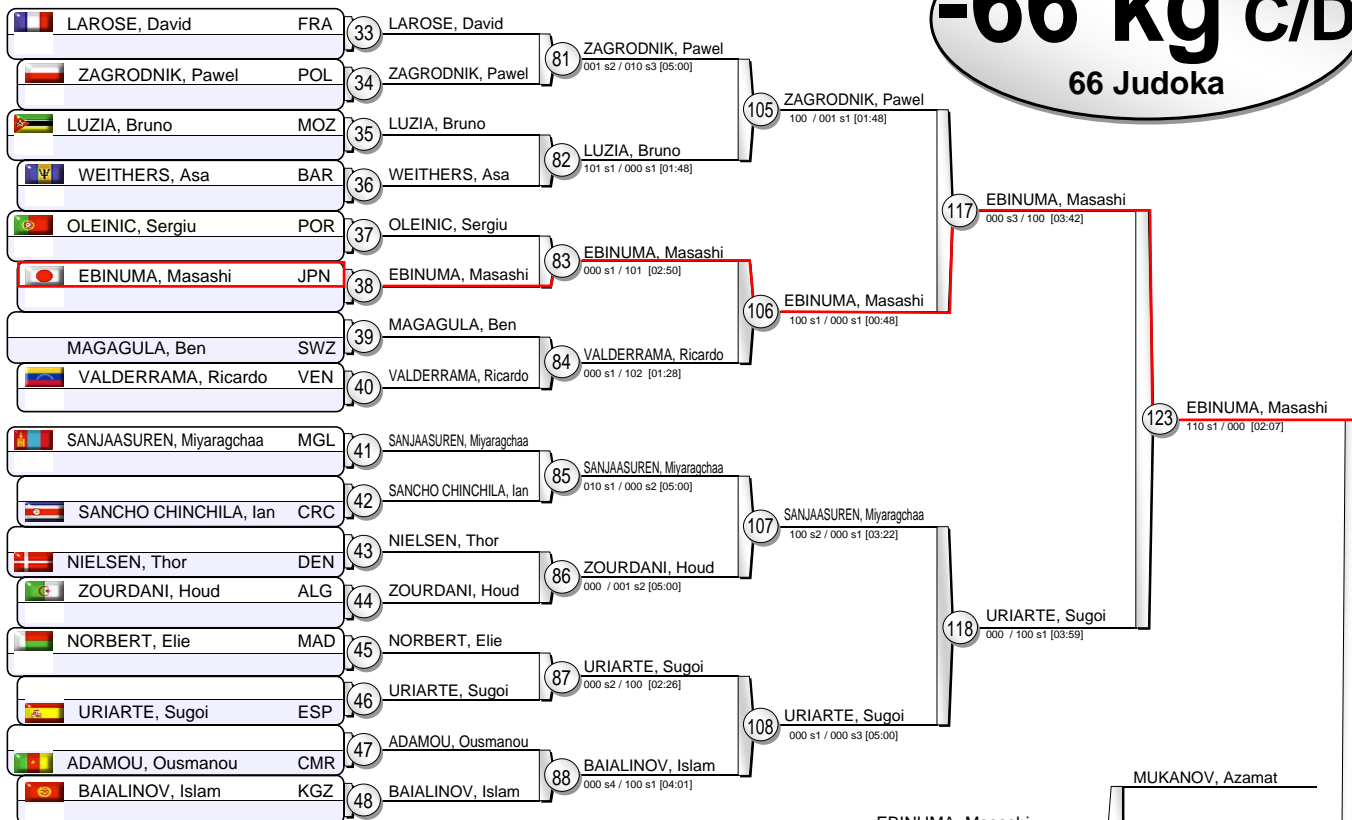 -66 kg C/D
66 Judoka
LAROSE, David FRA
ZAGRODNIK, Pawel POL
LUZIA, Bruno MOZ
WEITHERS, Asa BAR
OLEINIC, Sergiu POR
EBINUMA, Masashi JPN
MAGAGULA, Ben SWZ
VALDERRAMA, Ricardo VEN
SANJAASUREN, Miyaragchaa MGL
SANCHO CHINCHILA, Ian CRC
NIELSEN, Thor DEN
ZOURDANI, Houd ALG
NORBERT, Elie MAD
URIARTE, Sugoi ESP
ADAMOU, Ousmanou CMR
BAIALINOV, Islam KGZ
33 LAROSE, David
34 ZAGRODNIK, Pawel
35 LUZIA, Bruno
36 WEITHERS, Asa
37 OLEINIC, Sergiu
38 EBINUMA, Masashi
39 MAGAGULA, Ben
40 VALDERRAMA, Ricardo
41 SANJAASUREN, Miyaragchaa
42 SANCHO CHINCHILA, Ian
43 NIELSEN, Thor
44 ZOURDANI, Houd
45 NORBERT, Elie
46 URIARTE, Sugoi
47 ADAMOU, Ousmanou
48 BAIALINOV, Islam
81 ZAGRODNIK, Pawel
001 s2 / 010 s3 [05:00]
82 LUZIA, Bruno
101 s1 / 000 s1 [01:48]
83 EBINUMA, Masashi
000 s1 / 101 [02:50]
84 VALDERRAMA, Ricardo
000 s1 / 102 [01:28]
85 SANJAASUREN, Miyaragchaa
010 s1 / 000 s2 [05:00]
86 ZOURDANI, Houd
000 / 001 s2 [05:00]
87 URIARTE, Sugoi
000 s2 / 100 [02:26]
88 BAIALINOV, Islam
000 s4 / 100 s1 [04:01]
105 ZAGRODNIK, Pawel
100 / 001 s1 [01:48]
106 EBINUMA, Masashi
100 s1 / 000 s1 [00:48]
107 SANJAASUREN, Miyaragchaa
100 s2 / 000 s1 [03:22]
108 URIARTE, Sugoi
000 s1 / 000 s3 [05:00]
117 EBINUMA, Masashi
000 s3 / 100 [03:42]
118 URIARTE, Sugoi
000 / 100 s1 [03:59]
123 EBINUMA, Masashi
110 s1 / 000 [02:07]
MUKANOV, Azamat
EBINUMA, Masashi